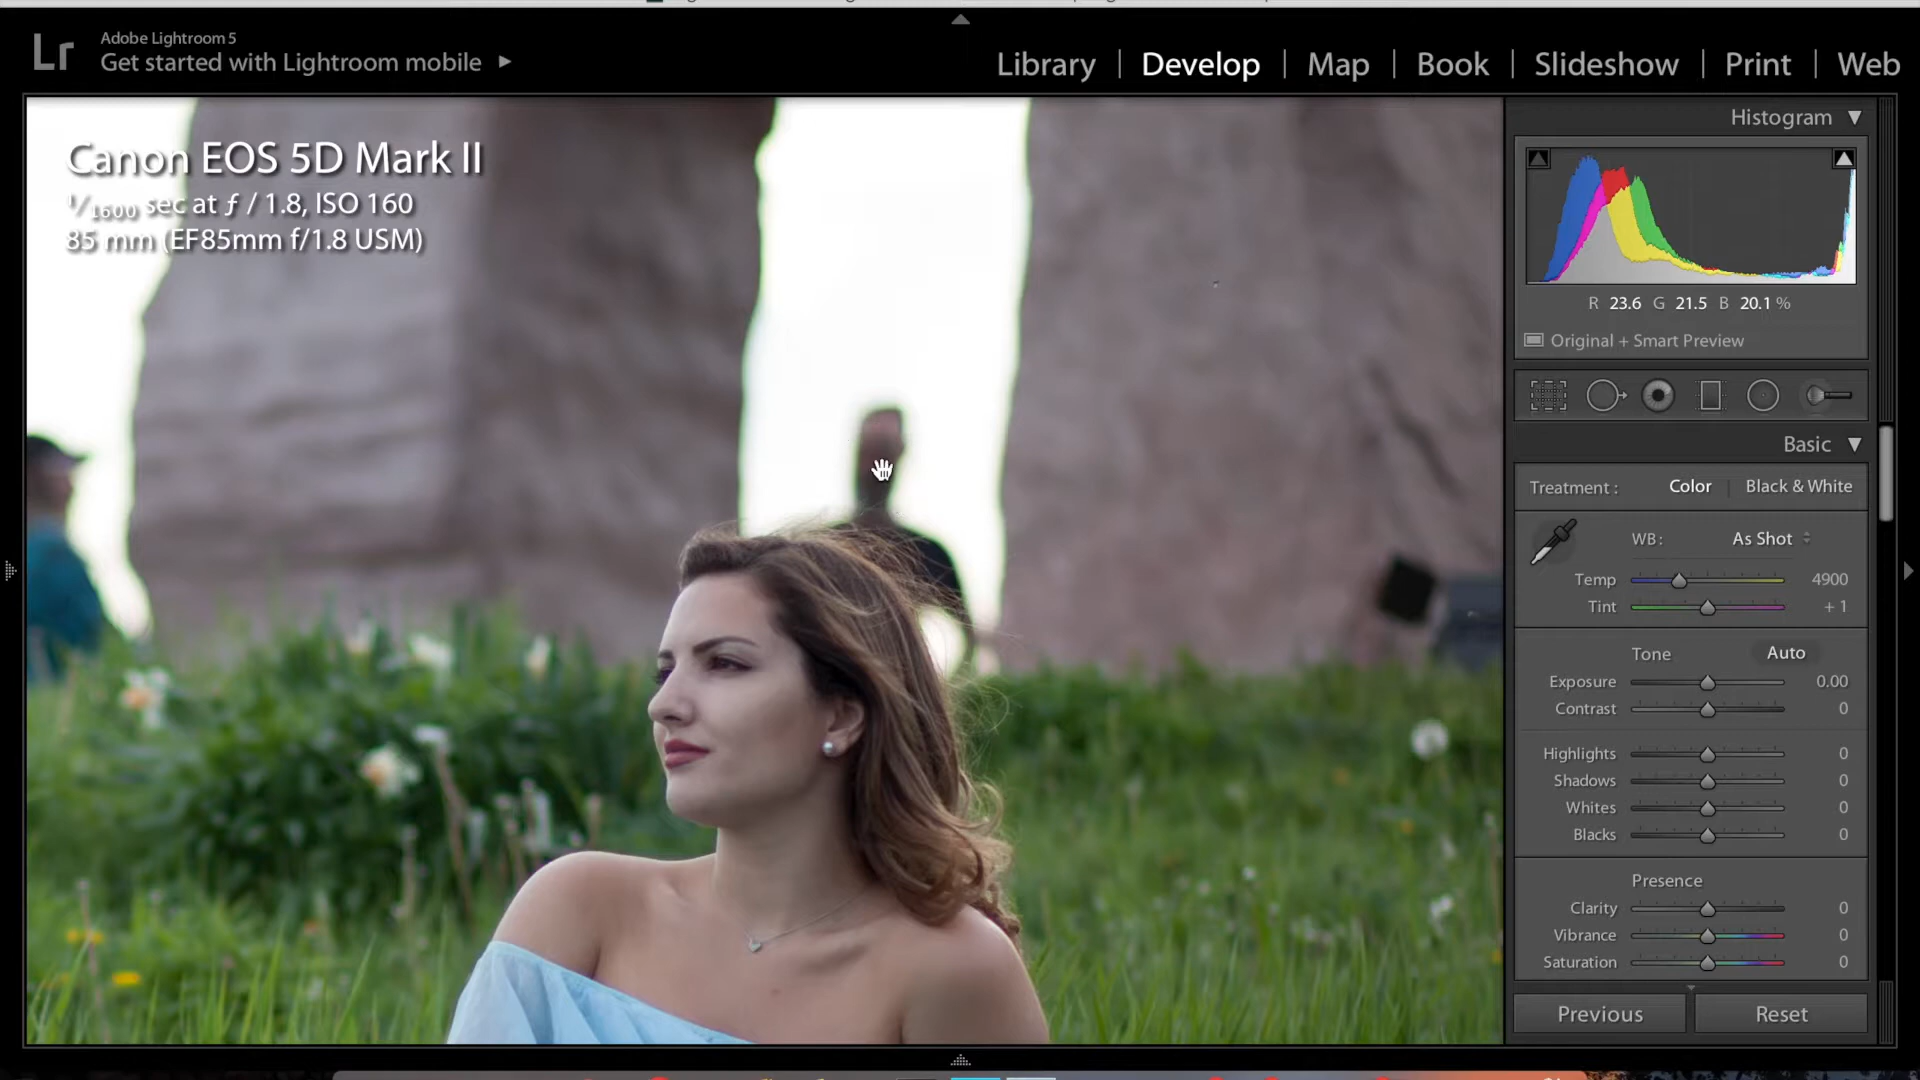 Lr
Adobe Lightroom 5
Get started with Lightroom mobile
Library | Develop | Map | Book | Slideshow | Print | Web
Canon EOS 5D Mark II
1/1600 sec at ƒ / 1.8, ISO 160
85 mm (EF85mm f/1.8 USM)
Histogram
R 23.6 G 21.5 B 20.1 %
Original + Smart Preview
Basic
Treatment : Color | Black & White
WB : As Shot
Temp 4900
Tint + 1
Tone Auto
Exposure 0.00
Contrast 0
Highlights 0
Shadows 0
Whites 0
Blacks 0
Presence
Clarity 0
Vibrance 0
Saturation 0
Previous Reset